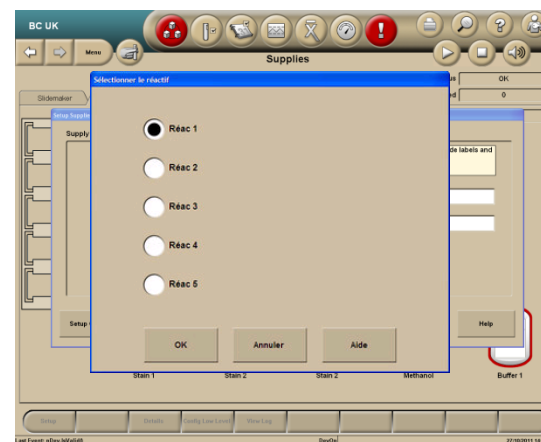 BC UK
Menu
Supplies
OK
0
Slidemaker
Sélectionner le réactif
Setup Supplie
Supply
de labels and
Réac 1
Réac 2
Réac 3
Réac 4
Réac 5
Setup
OK
Annuler
Aide
Help
Stain 1
Stain 2
Stain 2
Methanol
Buffer 1
Setup
Details
Config Low Level
View Log